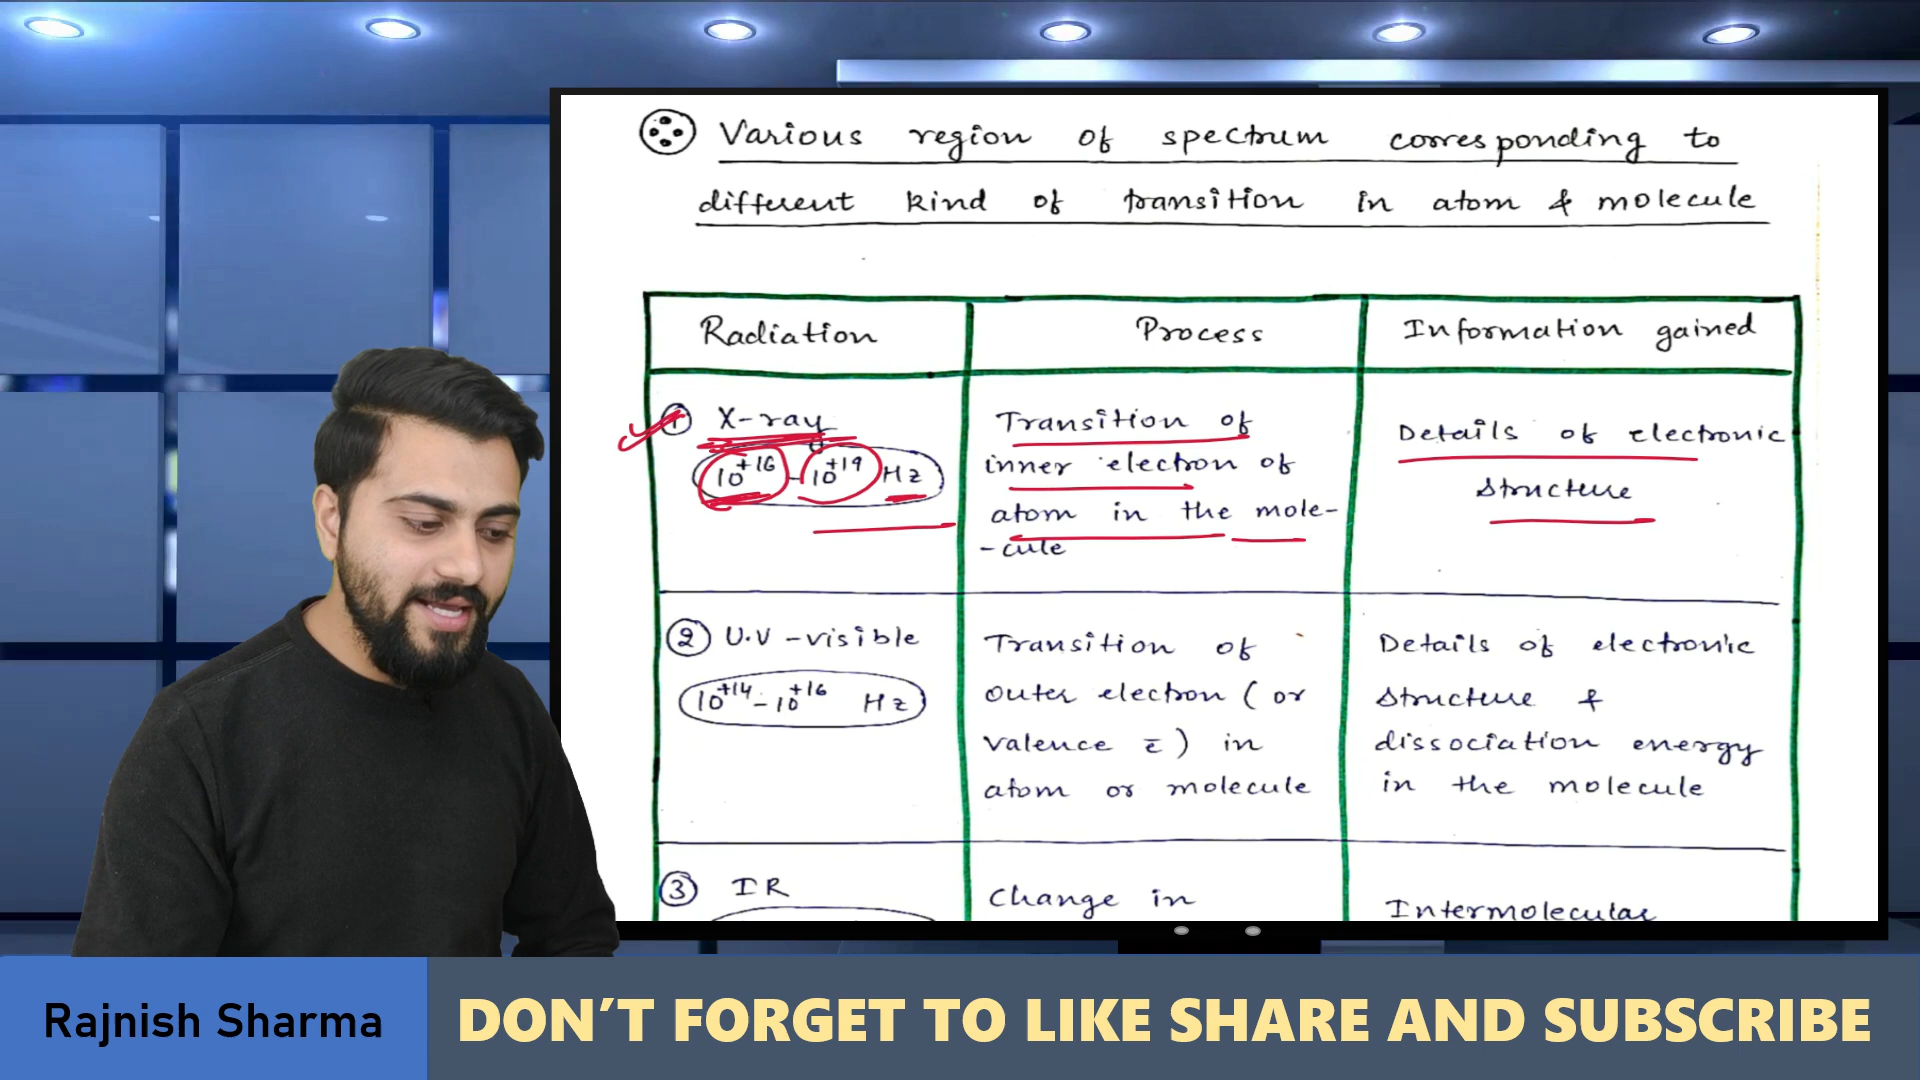 Various region of spectrum corresponding to
different kind of transition in atom & molecule
Radiation
Process
Information gained
① X-ray
10+16 - 10+19 Hz
Transition of
inner electron of
atom in the mole-
-cule
Details of electronic
structure
② U.V -visible
10+14 - 10+16 Hz
Transition of
outer electron (or
valence e̅) in
atom or molecule
Details of electronic
structure &
dissociation energy
in the molecule
③ IR
Change in
Intermolecular
Rajnish Sharma
DON'T FORGET TO LIKE SHARE AND SUBSCRIBE